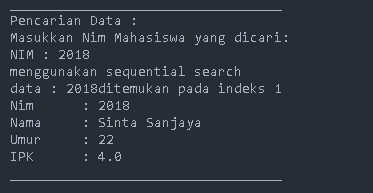 Pencarian Data :
Masukkan Nim Mahasiswa yang dicari:
NIM : 2018
menggunakan sequential search
data : 2018ditemukan pada indeks 1
Nim      : 2018
Nama     : Sinta Sanjaya
Umur     : 22
IPK      : 4.0